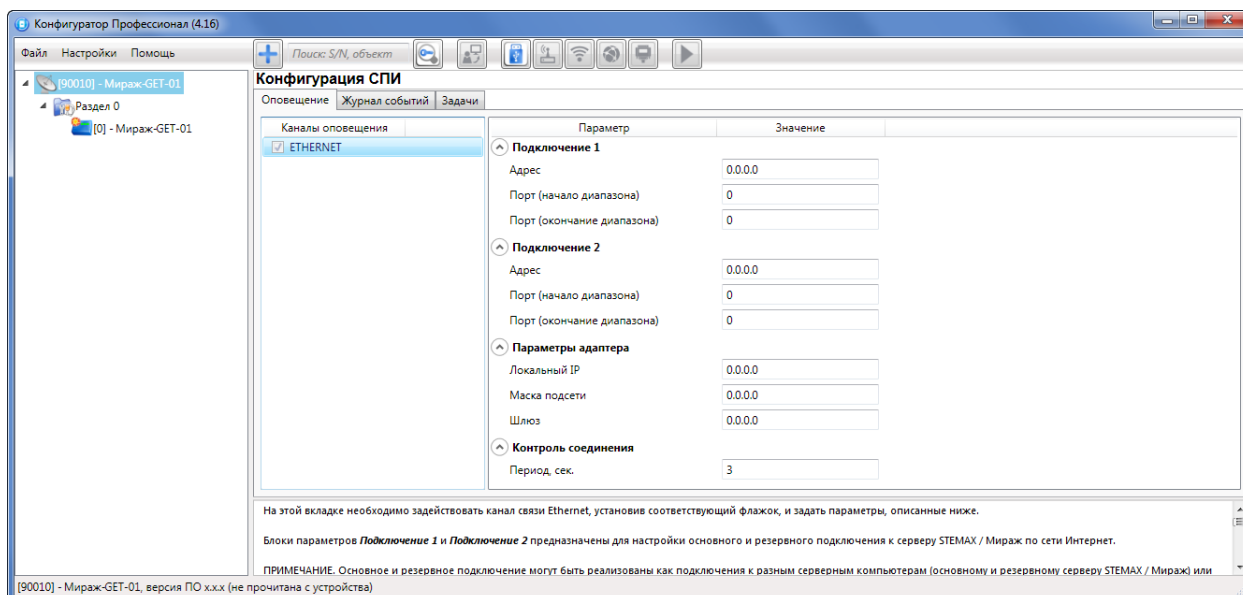 Конфигуратор Профессионал (4.16)
Файл Настройки Помощь
Поиск: S/N, объект
[90010] - Мираж-GET-01
Раздел 0
[0] - Мираж-GET-01
Конфигурация СПИ
Оповещение Журнал событий Задачи
Каналы оповещения
ETHERNET
Параметр Значение
Подключение 1
Адрес 0.0.0.0
Порт (начало диапазона) 0
Порт (окончание диапазона) 0
Подключение 2
Адрес 0.0.0.0
Порт (начало диапазона) 0
Порт (окончание диапазона) 0
Параметры адаптера
Локальный IP 0.0.0.0
Маска подсети 0.0.0.0
Шлюз 0.0.0.0
Контроль соединения
Период, сек. 3
На этой вкладке необходимо задействовать канал связи Ethernet, установив соответствующий флажок, и задать параметры, описанные ниже.
Блоки параметров Подключение 1 и Подключение 2 предназначены для настройки основного и резервного подключения к серверу STEMAX / Мираж по сети Интернет.
ПРИМЕЧАНИЕ. Основное и резервное подключение могут быть реализованы как подключения к разным серверным компьютерам (основному и резервному серверу STEMAX / Мираж) или
[90010] - Мираж-GET-01, версия ПО x.x.x (не прочитана с устройства)